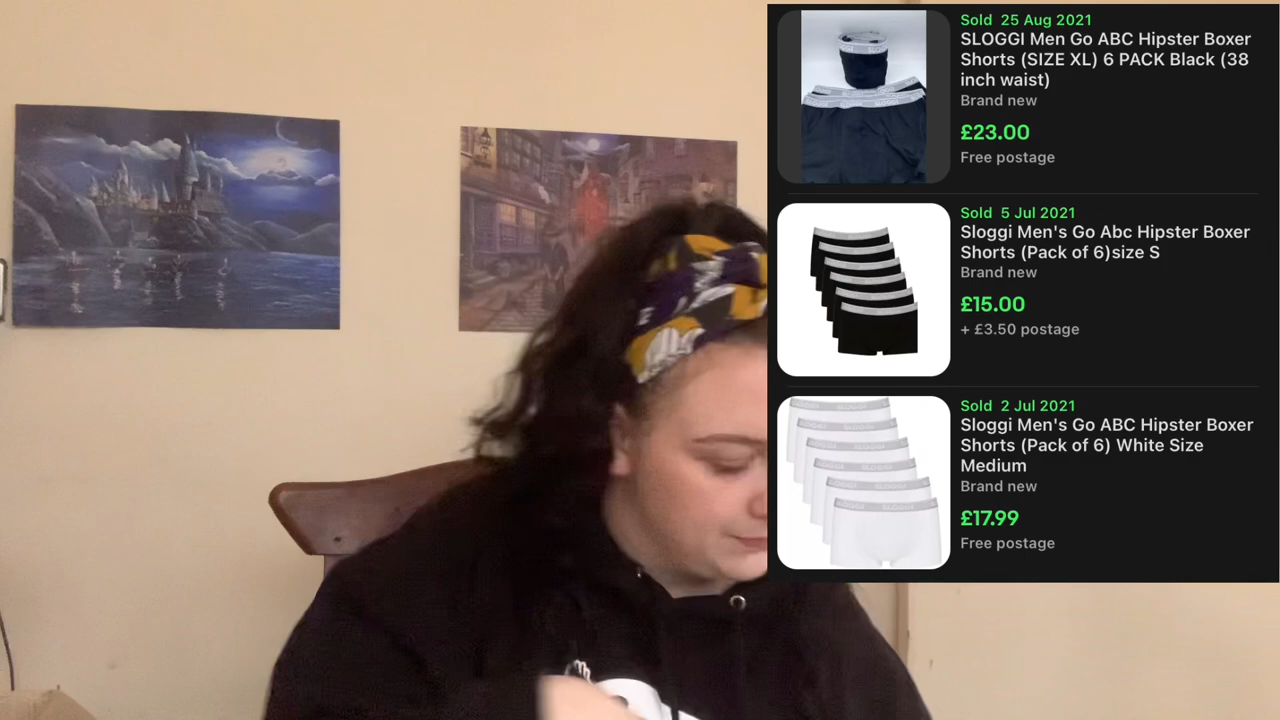 Sold 25 Aug 2021
SLOGGI Men Go ABC Hipster Boxer
Shorts (SIZE XL) 6 PACK Black (38
inch waist)
Brand new
£23.00
Free postage
Sold 5 Jul 2021
Sloggi Men's Go Abc Hipster Boxer
Shorts (Pack of 6)size S
Brand new
£15.00
+ £3.50 postage
Sold 2 Jul 2021
Sloggi Men's Go ABC Hipster Boxer
Shorts (Pack of 6) White Size
Medium
Brand new
£17.99
Free postage